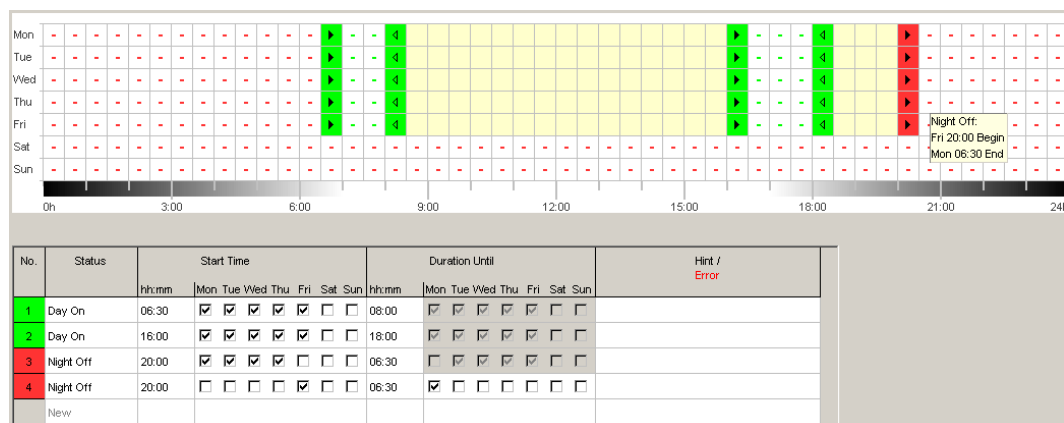 Mon
Tue
Wed
Thu
Fri
Sat
Sun
Night Off:
Fri 20:00 Begin
Mon 06:30 End
0h 3:00 6:00 9:00 12:00 15:00 18:00 21:00 24
No. Status Start Time Duration Until Hint /
Error
hh:mm Mon Tue Wed Thu Fri Sat Sun hh:mm Mon Tue Wed Thu Fri Sat Sun
1 Day On 06:30 08:00
2 Day On 16:00 18:00
3 Night Off 20:00 06:30
4 Night Off 20:00 06:30
New